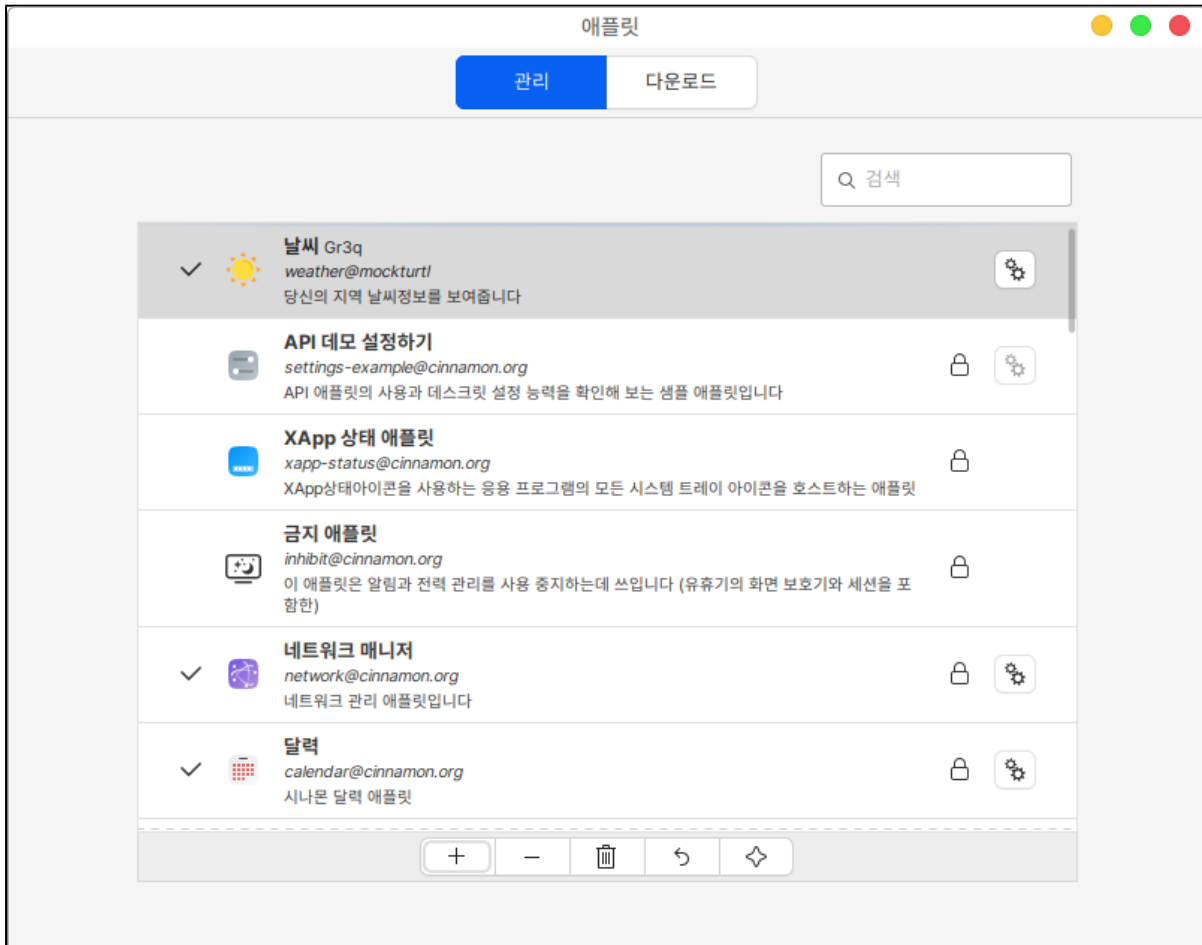 애플릿
관리
다운로드
검색
날씨 Gr3q
weather@mockturtl
당신의 지역 날씨정보를 보여줍니다
API 데모 설정하기
settings-example@cinnamon.org
API 애플릿의 사용과 데스크릿 설정 능력을 확인해 보는 샘플 애플릿입니다
XApp 상태 애플릿
xapp-status@cinnamon.org
XApp상태아이콘을 사용하는 응용 프로그램의 모든 시스템 트레이 아이콘을 호스트하는 애플릿
금지 애플릿
inhibit@cinnamon.org
이 애플릿은 알림과 전력 관리를 사용 중지하는데 쓰입니다 (유휴기의 화면 보호기와 세션을 포
함한)
네트워크 매니저
network@cinnamon.org
네트워크 관리 애플릿입니다
달력
calendar@cinnamon.org
시나몬 달력 애플릿